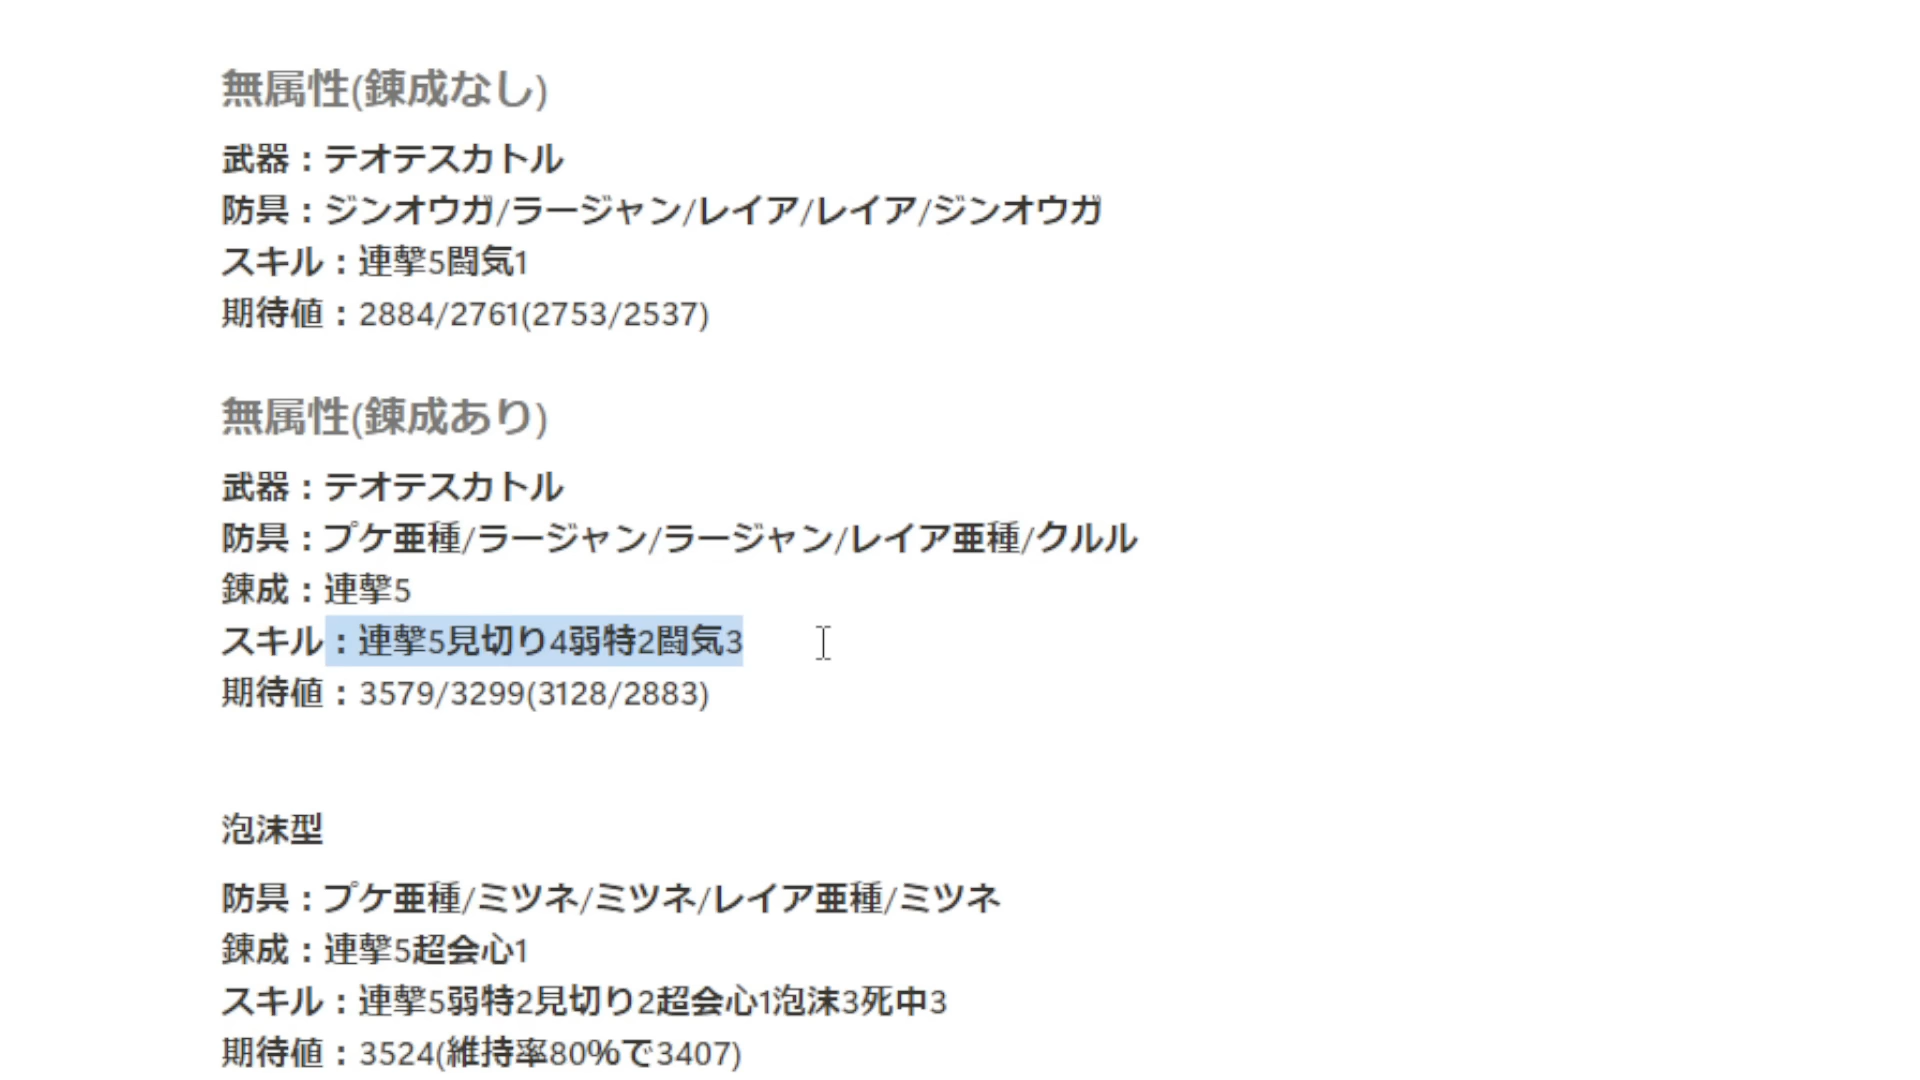 無属性(錬成なし)
武器：テオテスカトル
防具：ジンオウガ/ラージャン/レイア/レイア/ジンオウガ
スキル：連撃5闘気1
期待値：2884/2761(2753/2537)
無属性(錬成あり)
武器：テオテスカトル
防具：プケ亜種/ラージャン/ラージャン/レイア亜種/クルル
錬成：連撃5
スキル：連撃5見切り4弱特2闘気3
期待値：3579/3299(3128/2883)
泡沫型
防具：プケ亜種/ミツネ/ミツネ/レイア亜種/ミツネ
錬成：連撃5超会心1
スキル：連撃5弱特2見切り2超会心1泡沫3死中3
期待値：3524(維持率80%で3407)